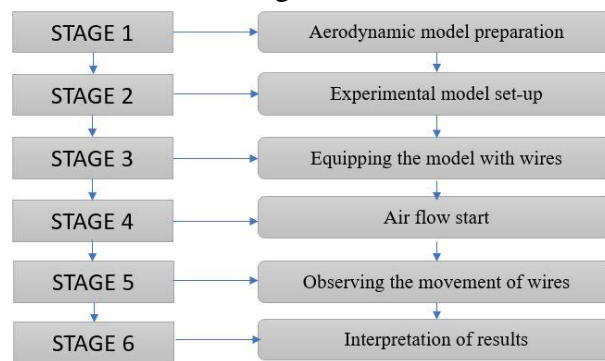 STAGE 1
Aerodynamic model preparation
STAGE 2
Experimental model set-up
STAGE 3
Equipping the model with wires
STAGE 4
Air flow start
STAGE 5
Observing the movement of wires
STAGE 6
Interpretation of results